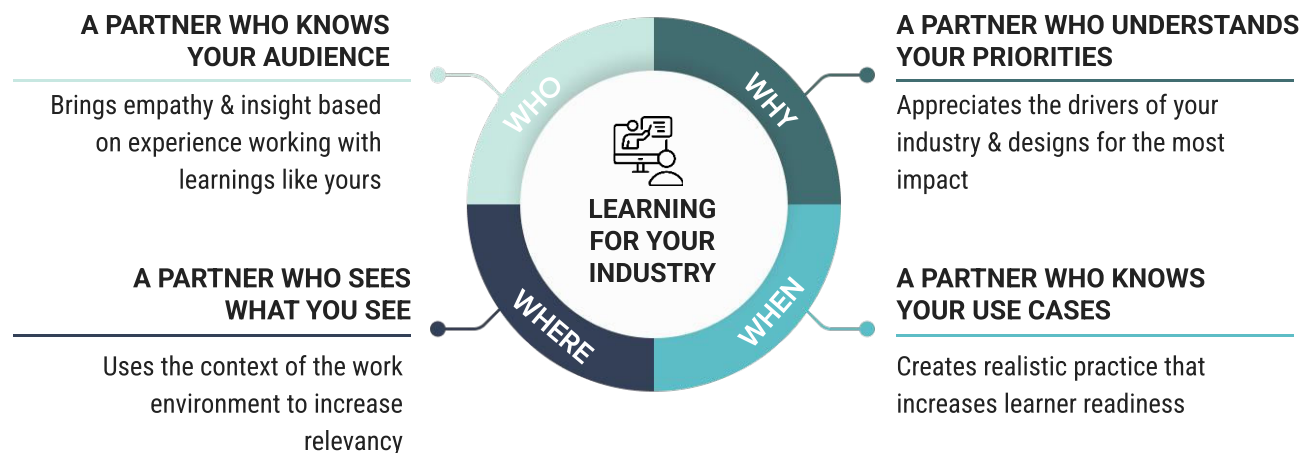 A PARTNER WHO KNOWS
YOUR AUDIENCE
Brings empathy & insight based
on experience working with
learnings like yours
A PARTNER WHO UNDERSTANDS
YOUR PRIORITIES
Appreciates the drivers of your
industry & designs for the most
impact
WHO
WHY
LEARNING
FOR YOUR
INDUSTRY
WHERE
WHEN
A PARTNER WHO SEES
WHAT YOU SEE
Uses the context of the work
environment to increase
relevancy
A PARTNER WHO KNOWS
YOUR USE CASES
Creates realistic practice that
increases learner readiness